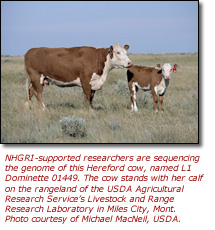 NHGRI-supported researchers are sequencing
the genome of this Hereford cow, named L1
Dominette 01449. The cow stands with her calf
on the rangeland of the USDA Agricultural
Research Service's Livestock and Range
Research Laboratory in Miles City, Mont.
Photo courtesy of Michael MacNeil, USDA.